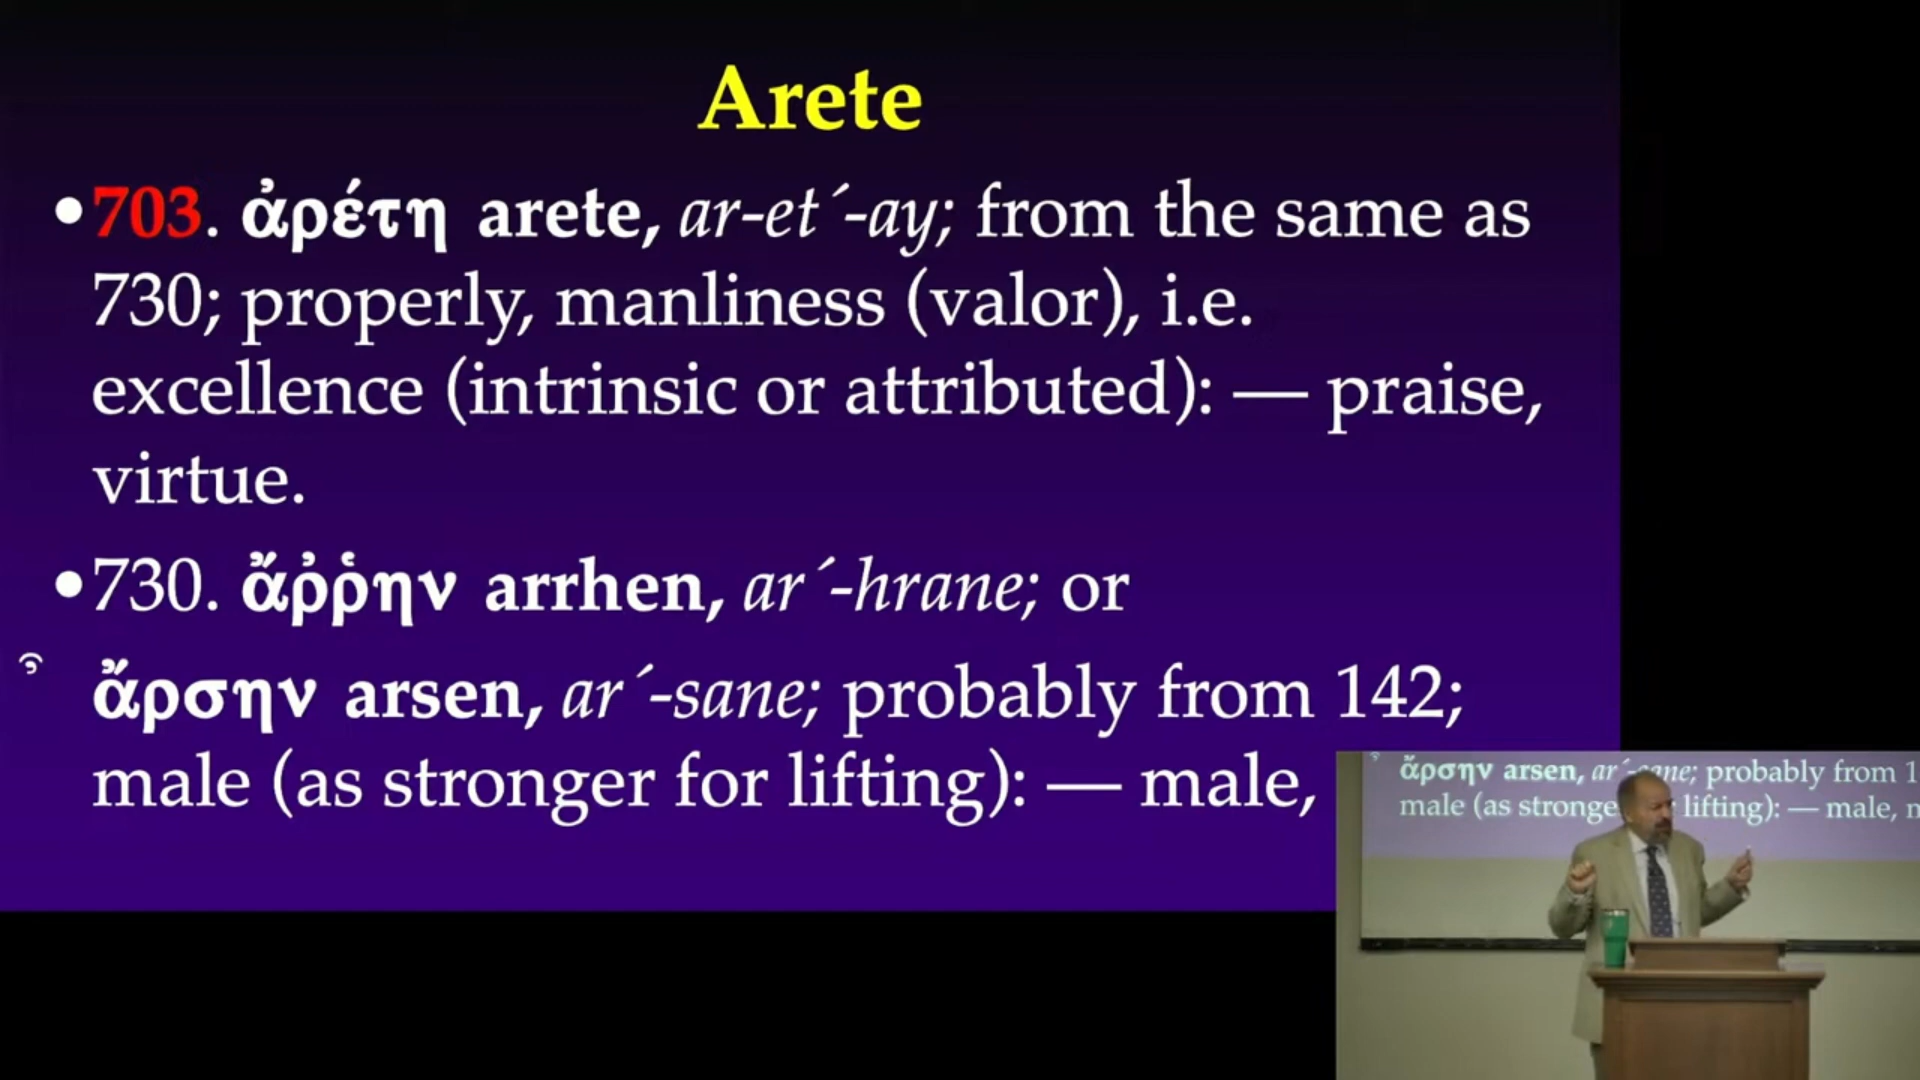 Arete
•703. ἀρέτη arete, ar-et´-ay; from the same as
730; properly, manliness (valor), i.e.
excellence (intrinsic or attributed): — praise,
virtue.
•730. ἄῤῥην arrhen, ar´-hrane; or
ἄρσην arsen, ar´-sane; probably from 142;
male (as stronger for lifting): — male,
ἄρσην arsen, ar´-sane; probably from 1
male (as stronge lifting): — male, m